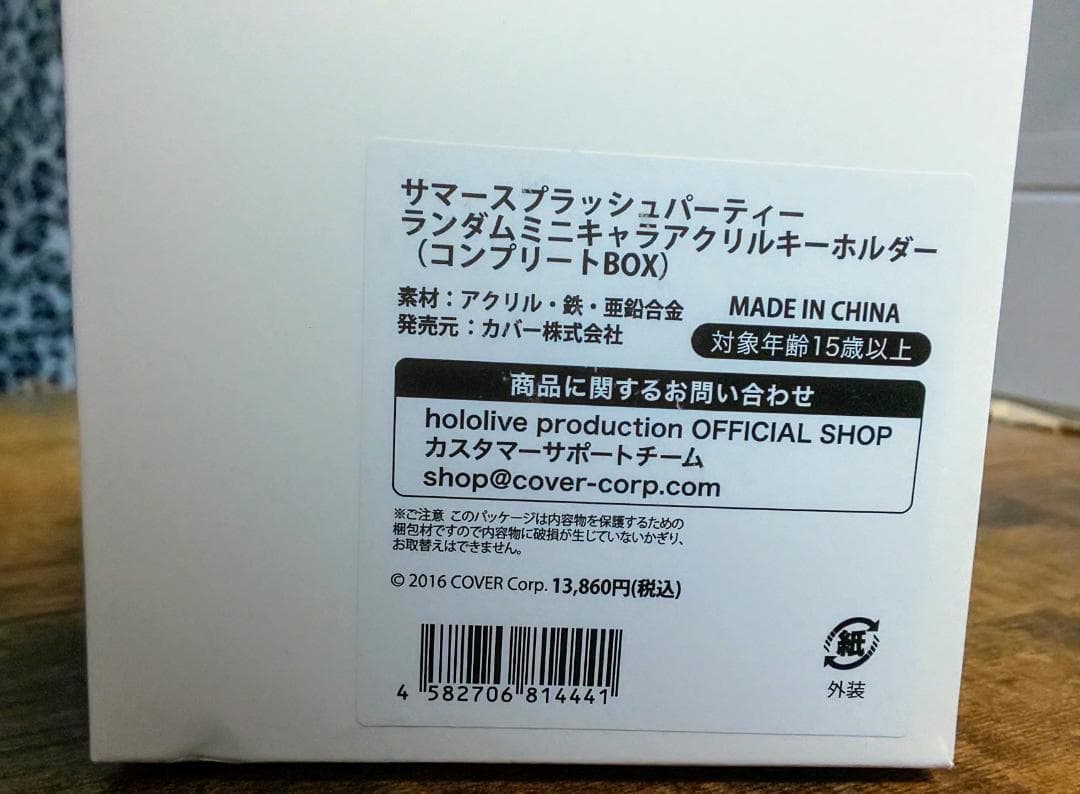 サマースプラッシュパーティー
ランダムミニキャラアクリルキーホルダー
（コンプリートBOX）
素材：アクリル・鉄・亜鉛合金
MADE IN CHINA
発売元：カバー株式会社
対象年齢15歳以上
商品に関するお問い合わせ
hololive production OFFICIAL SHOP
カスタマーサポートチーム
shop@cover-corp.com
※ご注意 このパッケージは内容物を保護するための
梱包材ですので内容物に破損が生じていないかぎり、
お取替えはできません。
© 2016 COVER Corp. 13,860円(税込)
4 582706 814441
紙
外装